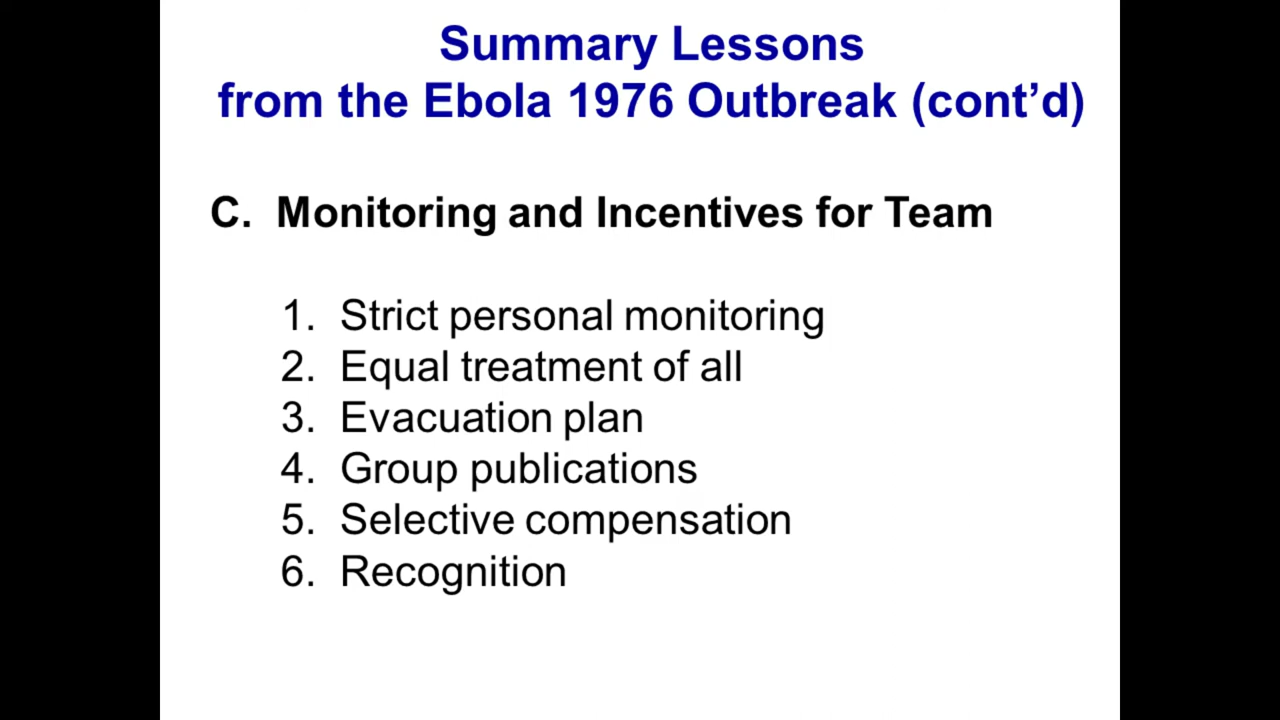 Summary Lessons
from the Ebola 1976 Outbreak (cont’d)
C. Monitoring and Incentives for Team
1. Strict personal monitoring
2. Equal treatment of all
3. Evacuation plan
4. Group publications
5. Selective compensation
6. Recognition